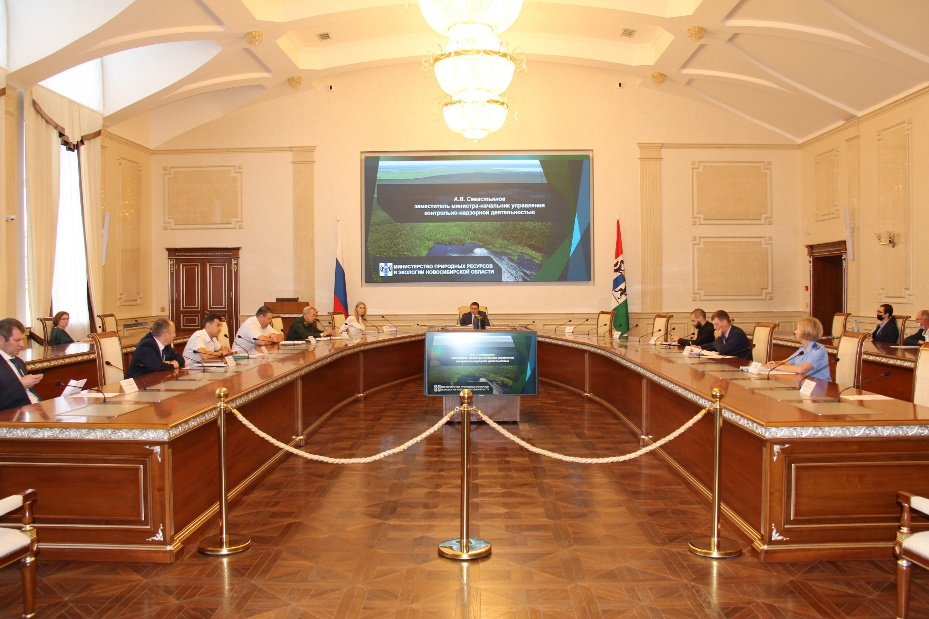 А.В. Севастьянов
заместитель министра-начальник управления
контрольно-надзорной деятельностью
МИНИСТЕРСТВО ПРИРОДНЫХ РЕСУРСОВ
И ЭКОЛОГИИ НОВОСИБИРСКОЙ ОБЛАСТИ